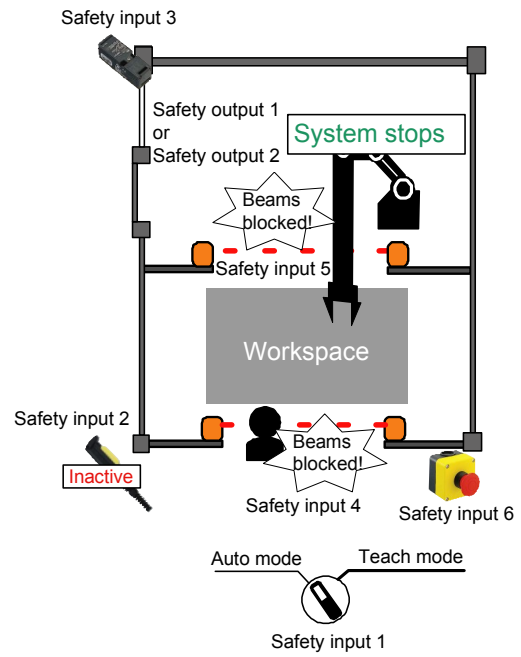 Safety input 3
Safety output 1
or
Safety output 2
System stops
Beams
blocked!
Safety input 5
Workspace
Safety input 2
Inactive
Beams
blocked!
Safety input 4
Safety input 6
Auto mode
Teach mode
Safety input 1